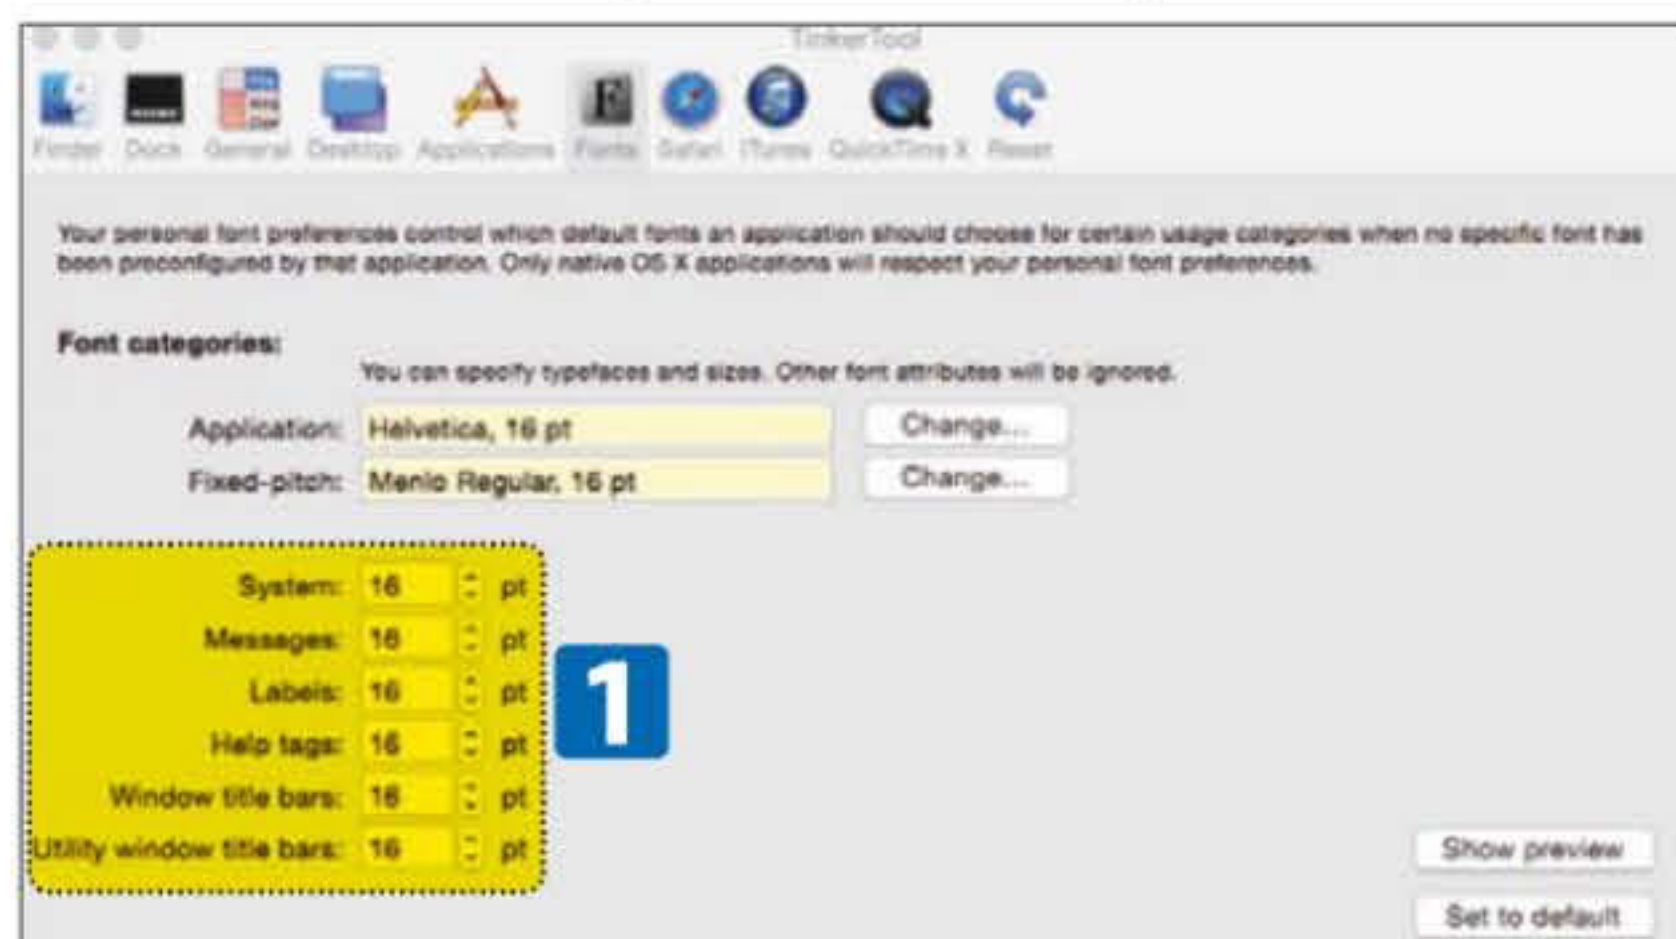 TinkerTool
Finder Dock General Desktop Applications Fonts Safari iTunes QuickTime X Reset
Your personal font preferences control which default fonts an application should choose for certain usage categories when no specific font has
been preconfigured by that application. Only native OS X applications will respect your personal font preferences.
Font categories:
You can specify typefaces and sizes. Other font attributes will be ignored.
Application: Helvetica, 16 pt Change...
Fixed-pitch: Menlo Regular, 16 pt Change...
System: 16 pt
Messages: 16 pt
Labels: 16 pt
Help tags: 16 pt
Window title bars: 16 pt
Utility window title bars: 16 pt
1
Show preview
Set to default